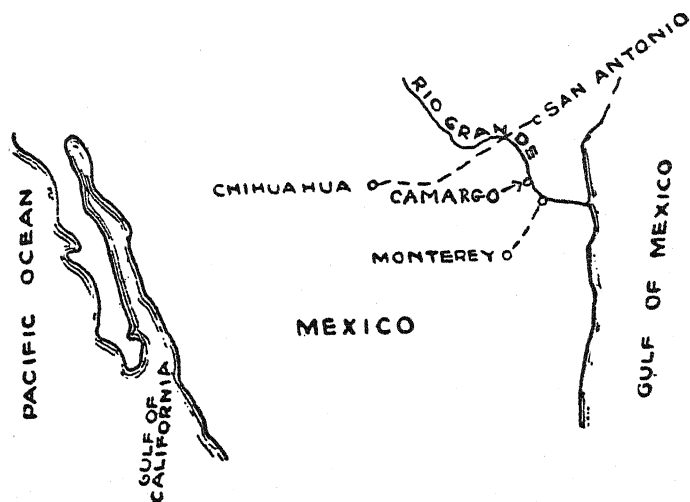 SAN ANTONIO
RIO GRANDE
CHIHUAHUA
CAMARGO
MONTEREY
MEXICO
PACIFIC OCEAN
GULF OF
CALIFORNIA
GULF OF MEXICO